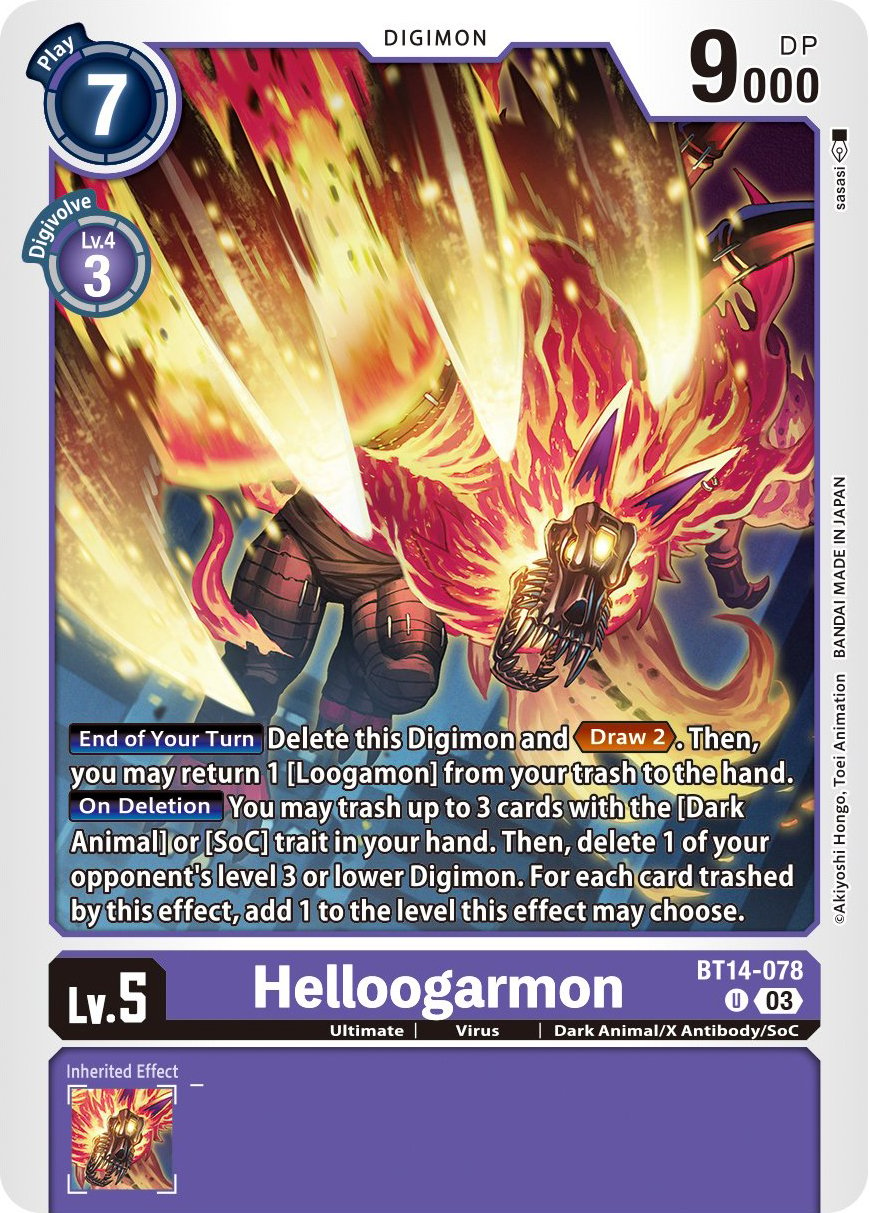 DIGIMON
Play
7
DP
9000
Digivolve
Lv.4
3
sasasi
End of Your Turn Delete this Digimon and Draw 2. Then,
you may return 1 [Loogamon] from your trash to the hand.
On Deletion You may trash up to 3 cards with the [Dark
Animal] or [SoC] trait in your hand. Then, delete 1 of your
opponent's level 3 or lower Digimon. For each card trashed
by this effect, add 1 to the level this effect may choose.
©Akiyoshi Hongo, Toei Animation BANDAI MADE IN JAPAN
Lv.5
Helloogarmon
BT14-078
U 03
Ultimate | Virus | Dark Animal/X Antibody/SoC
Inherited Effect
–